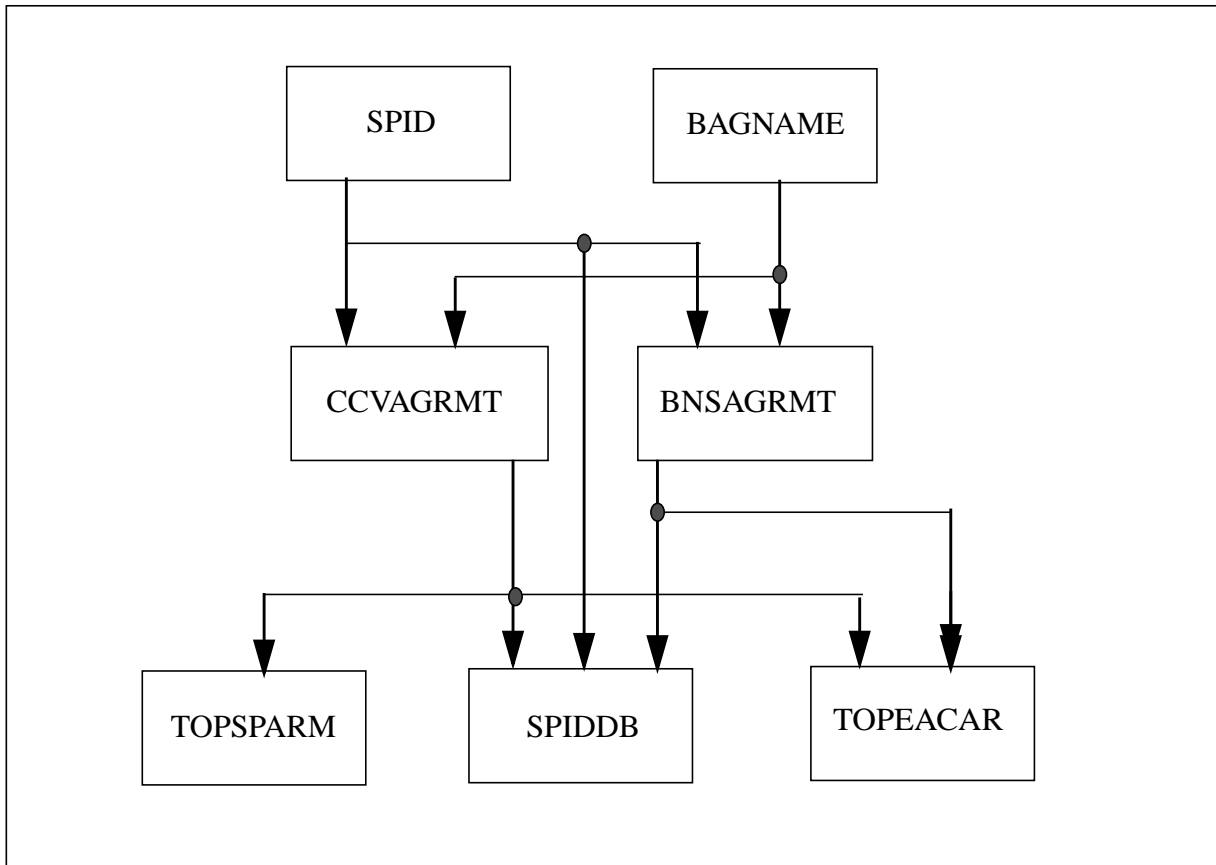 SPID
BAGNAME
CCVAGRMT
BNSAGRMT
TOPSPARM
SPIDDB
TOPEACAR